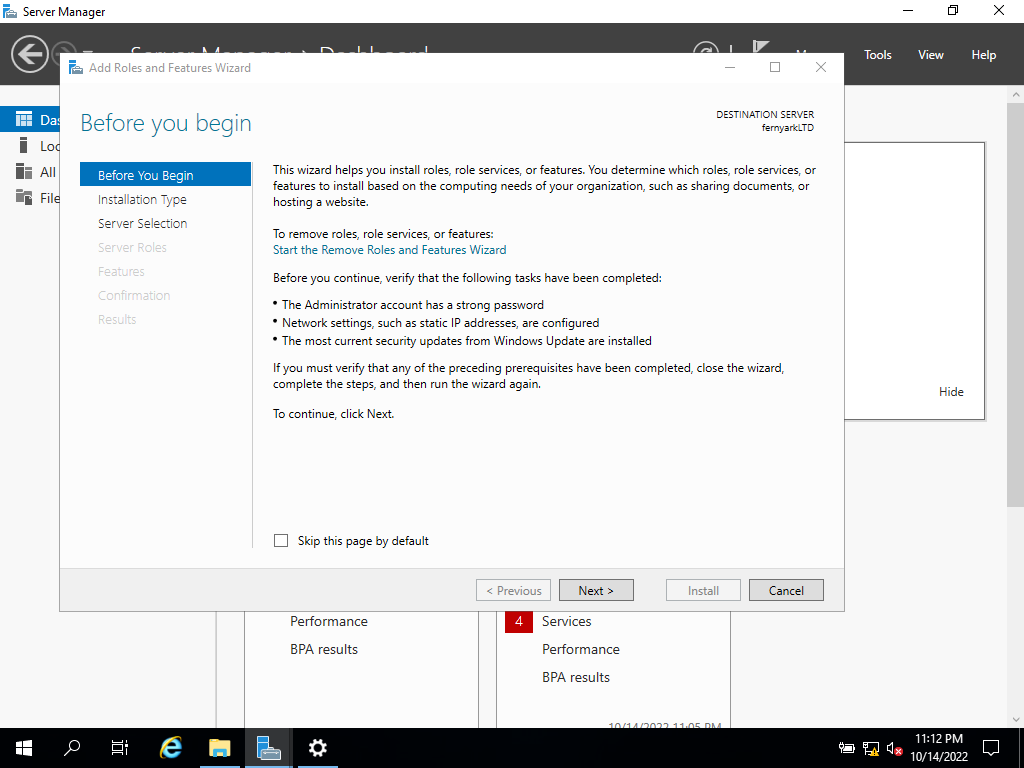 Server Manager
Tools
View
Help
Add Roles and Features Wizard
Before you begin
DESTINATION SERVER
fernyarkLTD
Before You Begin
Installation Type
Server Selection
Server Roles
Features
Confirmation
Results
This wizard helps you install roles, role services, or features. You determine which roles, role services, or
features to install based on the computing needs of your organization, such as sharing documents, or
hosting a website.
To remove roles, role services, or features:
Start the Remove Roles and Features Wizard
Before you continue, verify that the following tasks have been completed:
• The Administrator account has a strong password
• Network settings, such as static IP addresses, are configured
• The most current security updates from Windows Update are installed
If you must verify that any of the preceding prerequisites have been completed, close the wizard,
complete the steps, and then run the wizard again.
To continue, click Next.
Skip this page by default
< Previous
Next >
Install
Cancel
All
Hide
Performance
BPA results
4 Services
Performance
BPA results
10/14/2022 11:05 PM
11:12 PM
10/14/2022